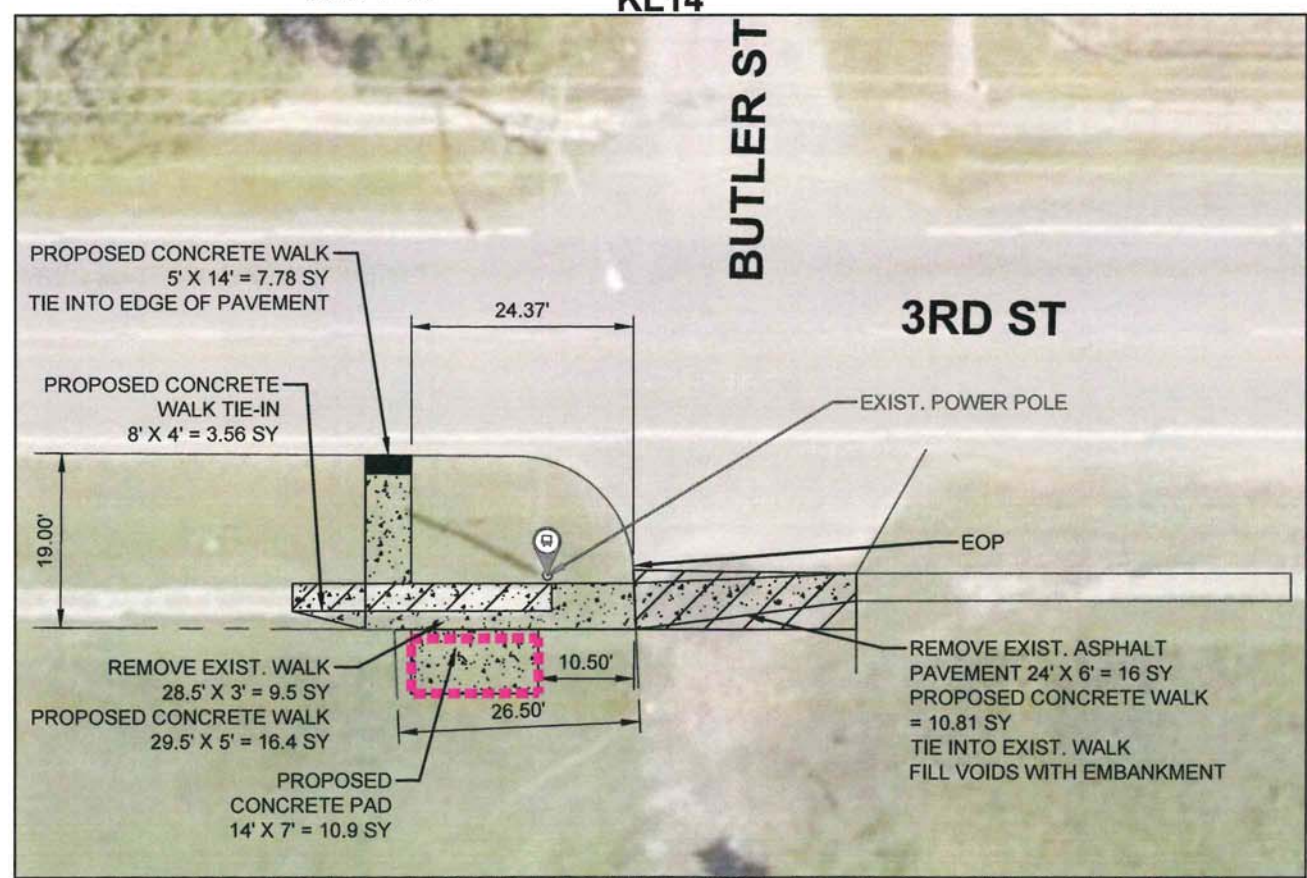 BUTLER ST
3RD ST
PROPOSED CONCRETE WALK
5' X 14' = 7.78 SY
TIE INTO EDGE OF PAVEMENT
24.37'
PROPOSED CONCRETE
WALK TIE-IN
8' X 4' = 3.56 SY
EXIST. POWER POLE
19.00'
EOP
REMOVE EXIST. WALK
28.5' X 3' = 9.5 SY
PROPOSED CONCRETE WALK
29.5' X 5' = 16.4 SY
10.50'
26.50'
PROPOSED
CONCRETE PAD
14' X 7' = 10.9 SY
REMOVE EXIST. ASPHALT
PAVEMENT 24' X 6' = 16 SY
PROPOSED CONCRETE WALK
= 10.81 SY
TIE INTO EXIST. WALK
FILL VOIDS WITH EMBANKMENT